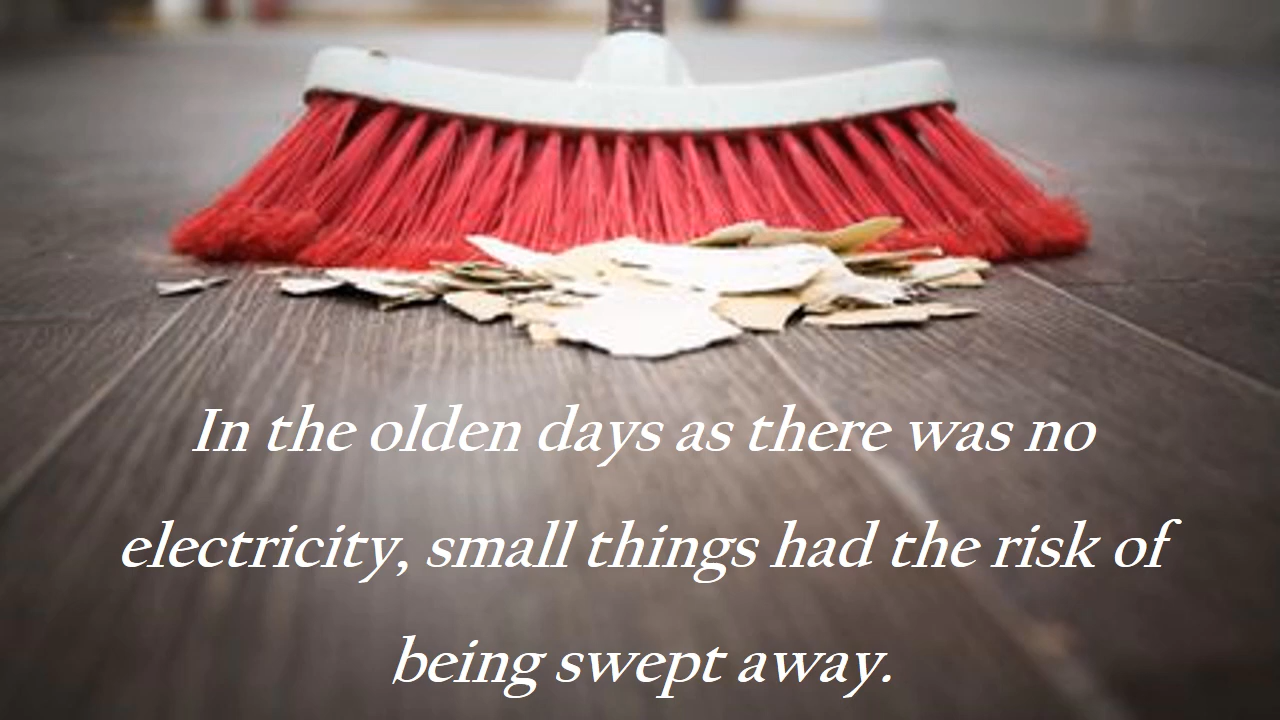 In the olden days as there was no
electricity, small things had the risk of
being swept away.